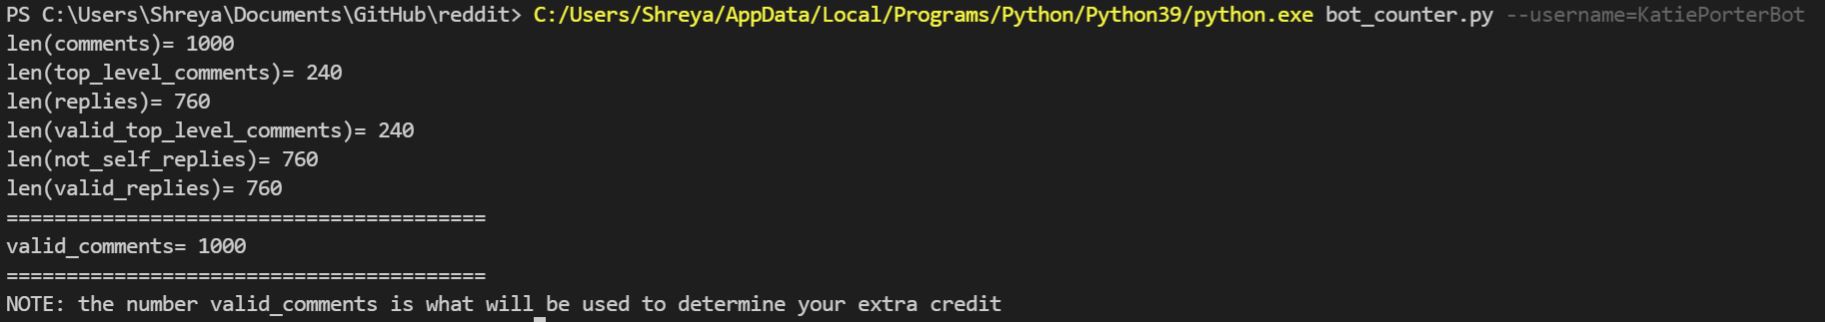 PS C:\Users\Shreya\Documents\GitHub\reddit> C:/Users/Shreya/AppData/Local/Programs/Python/Python39/python.exe bot_counter.py --username=KatiePorterBot
len(comments)= 1000
len(top_level_comments)= 240
len(replies)= 760
len(valid_top_level_comments)= 240
len(not_self_replies)= 760
len(valid_replies)= 760
========================================
valid_comments= 1000
========================================
NOTE: the number valid_comments is what will be used to determine your extra credit